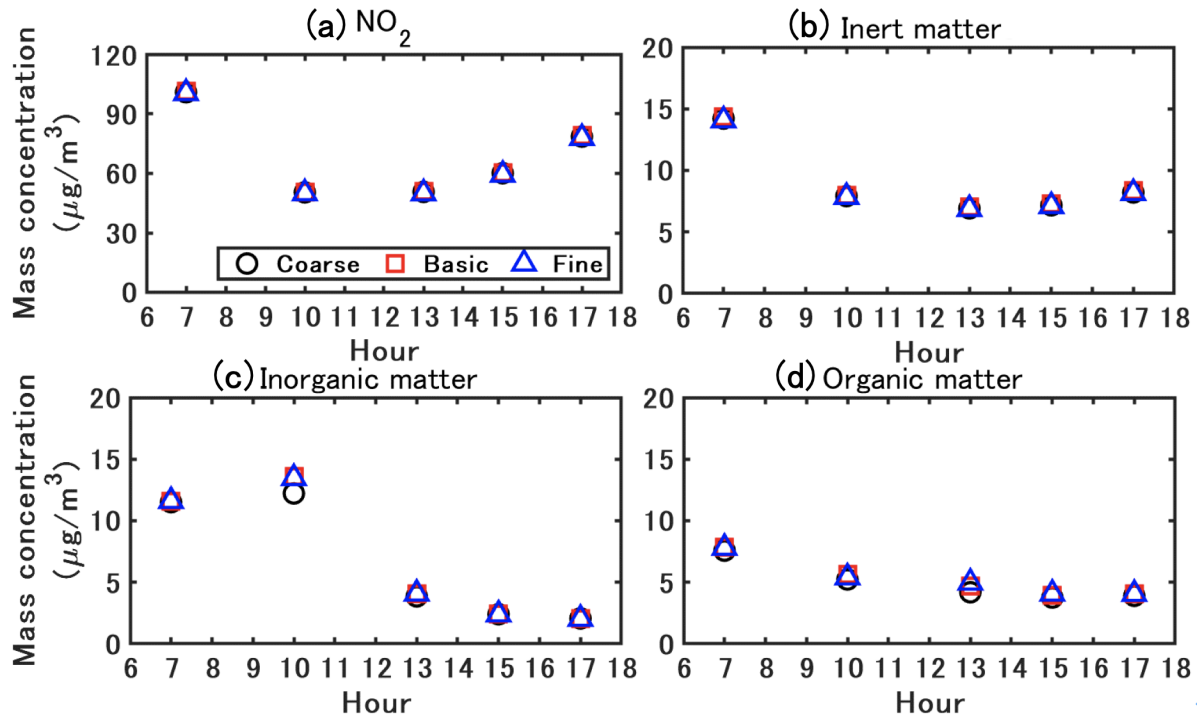 (a) NO₂
Mass concentration
(μg/m³)
120
90
60
30
0
Coarse Basic Fine
6 7 8 9 10 11 12 13 14 15 16 17 18
Hour
(b) Inert matter
20
15
10
5
0
6 7 8 9 10 11 12 13 14 15 16 17 18
Hour
(c) Inorganic matter
Mass concentration
(μg/m³)
20
15
10
5
0
6 7 8 9 10 11 12 13 14 15 16 17 18
Hour
(d) Organic matter
20
15
10
5
0
6 7 8 9 10 11 12 13 14 15 16 17 18
Hour